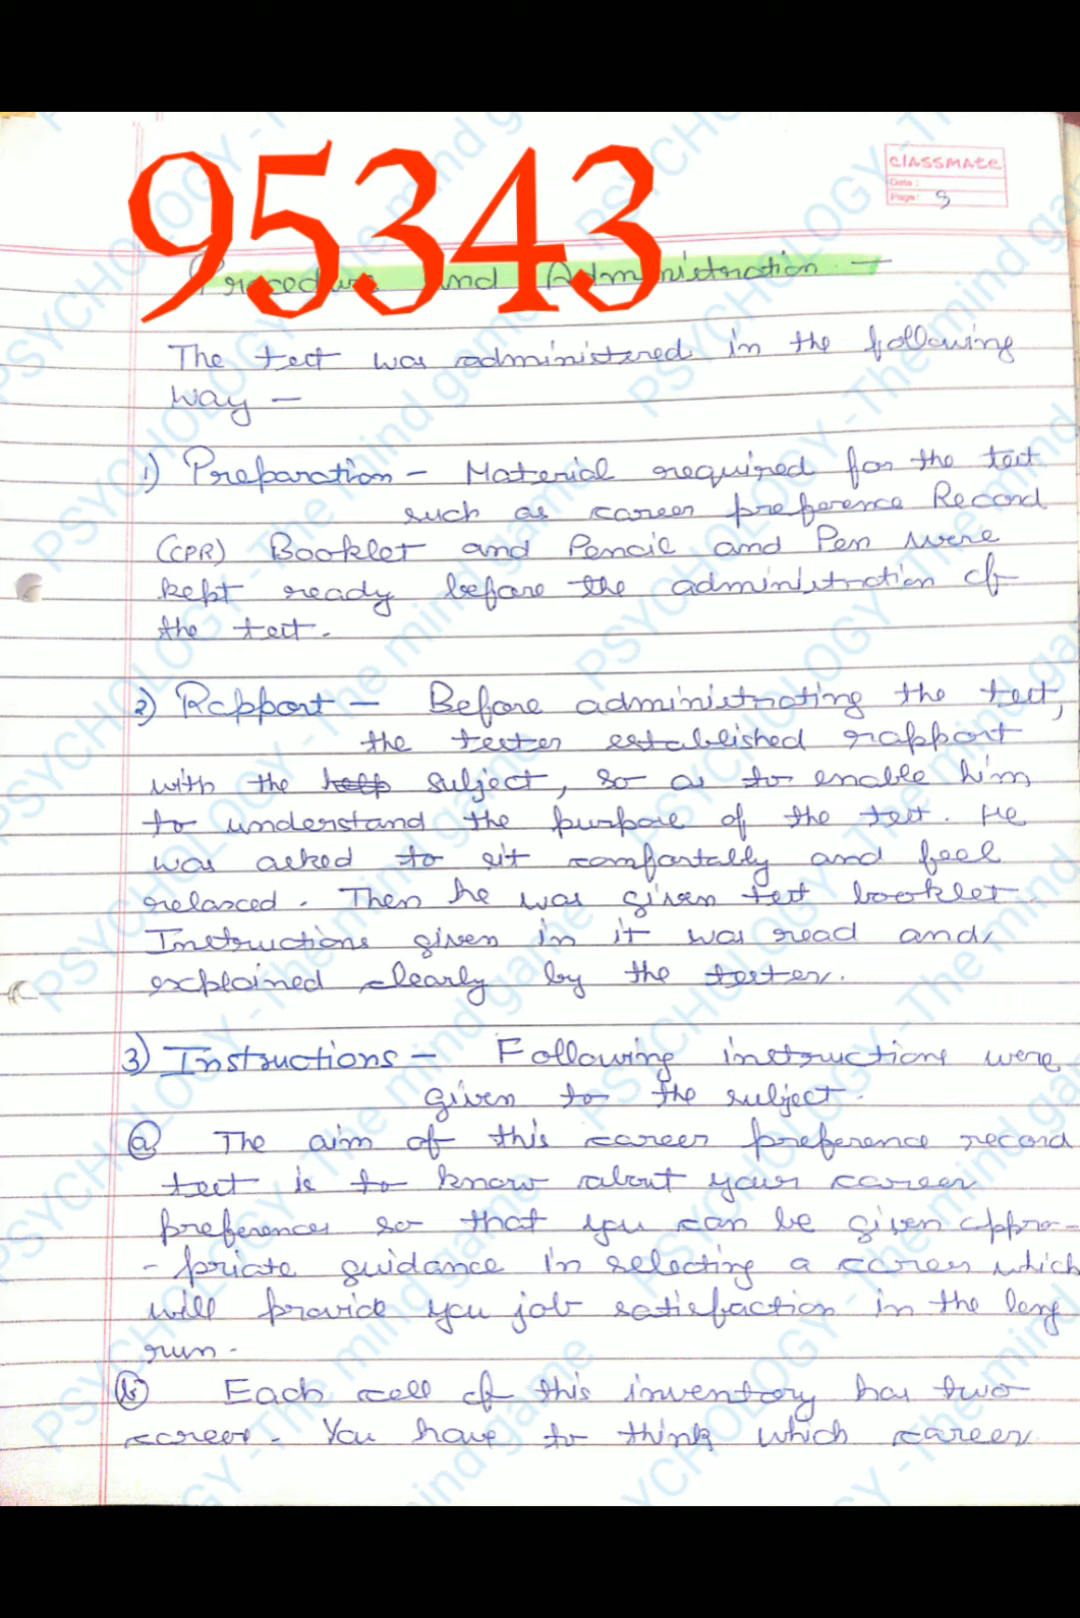 95343
CLASSMATE
Date :
Page :
Procedure and Administration —
The test was administered in the following
way —
1) Preparation – Material required for the test
such as career preference Record
(CPR) Booklet and Pencil and Pen were
kept ready before the administration of
the test.
2) Rapport – Before administrating the test,
the tester established rapport
with the help subject, so as to enable him
to understand the purpose of the test. He
was asked to sit comfortably and feel
relaxed. Then he was given test booklet.
Instructions given in it was read and
explained clearly by the tester.
3) Instructions – Following instructions were
given to the subject.
(a) The aim of this career preference record
test is to know about your career
preferences so that you can be given appro-
- priate guidance in selecting a career which
will provide you job satisfaction in the long
run.
(b) Each cell of this inventory has two
career. You have to think which career
PSYCHOLOGY -The mind game